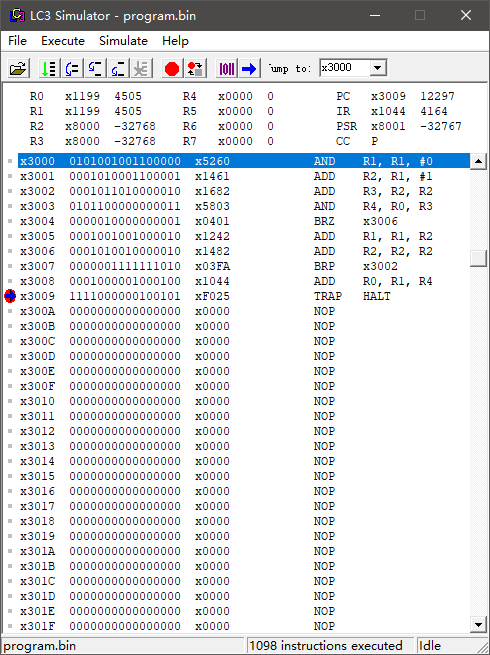 LC3 Simulator - program.bin
File Execute Simulate Help
Jump to: x3000
R0 x1199 4505 R4 x0000 0 PC x3009 12297
R1 x1199 4505 R5 x0000 0 IR x1044 4164
R2 x8000 -32768 R6 x0000 0 PSR x8001 -32767
R3 x8000 -32768 R7 x0000 0 CC P
x3000 0101001001100000 x5260 AND R1, R1, #0
x3001 0001010001100001 x1461 ADD R2, R1, #1
x3002 0001011010000010 x1682 ADD R3, R2, R2
x3003 0101100000000011 x5803 AND R4, R0, R3
x3004 0000010000000001 x0401 BRZ x3006
x3005 0001001001000010 x1242 ADD R1, R1, R2
x3006 0001010010000010 x1482 ADD R2, R2, R2
x3007 0000001111111010 x03FA BRP x3002
x3008 0001000001000100 x1044 ADD R0, R1, R4
x3009 1111000000100101 xF025 TRAP HALT
x300A 0000000000000000 x0000 NOP
x300B 0000000000000000 x0000 NOP
x300C 0000000000000000 x0000 NOP
x300D 0000000000000000 x0000 NOP
x300E 0000000000000000 x0000 NOP
x300F 0000000000000000 x0000 NOP
x3010 0000000000000000 x0000 NOP
x3011 0000000000000000 x0000 NOP
x3012 0000000000000000 x0000 NOP
x3013 0000000000000000 x0000 NOP
x3014 0000000000000000 x0000 NOP
x3015 0000000000000000 x0000 NOP
x3016 0000000000000000 x0000 NOP
x3017 0000000000000000 x0000 NOP
x3018 0000000000000000 x0000 NOP
x3019 0000000000000000 x0000 NOP
x301A 0000000000000000 x0000 NOP
x301B 0000000000000000 x0000 NOP
x301C 0000000000000000 x0000 NOP
x301D 0000000000000000 x0000 NOP
x301E 0000000000000000 x0000 NOP
x301F 0000000000000000 x0000 NOP
program.bin 1098 instructions executed Idle